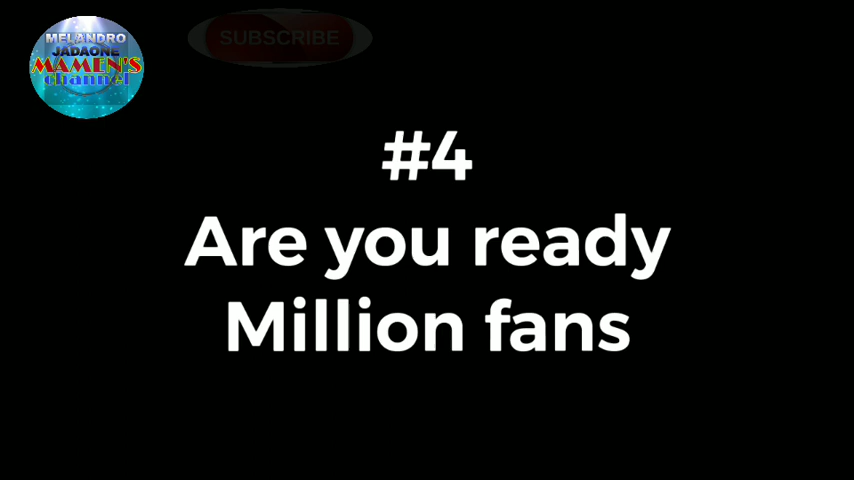 MELANDRO
JADAONE
MAMEN'S
channel
SUBSCRIBE
#4
Are you ready
Million fans